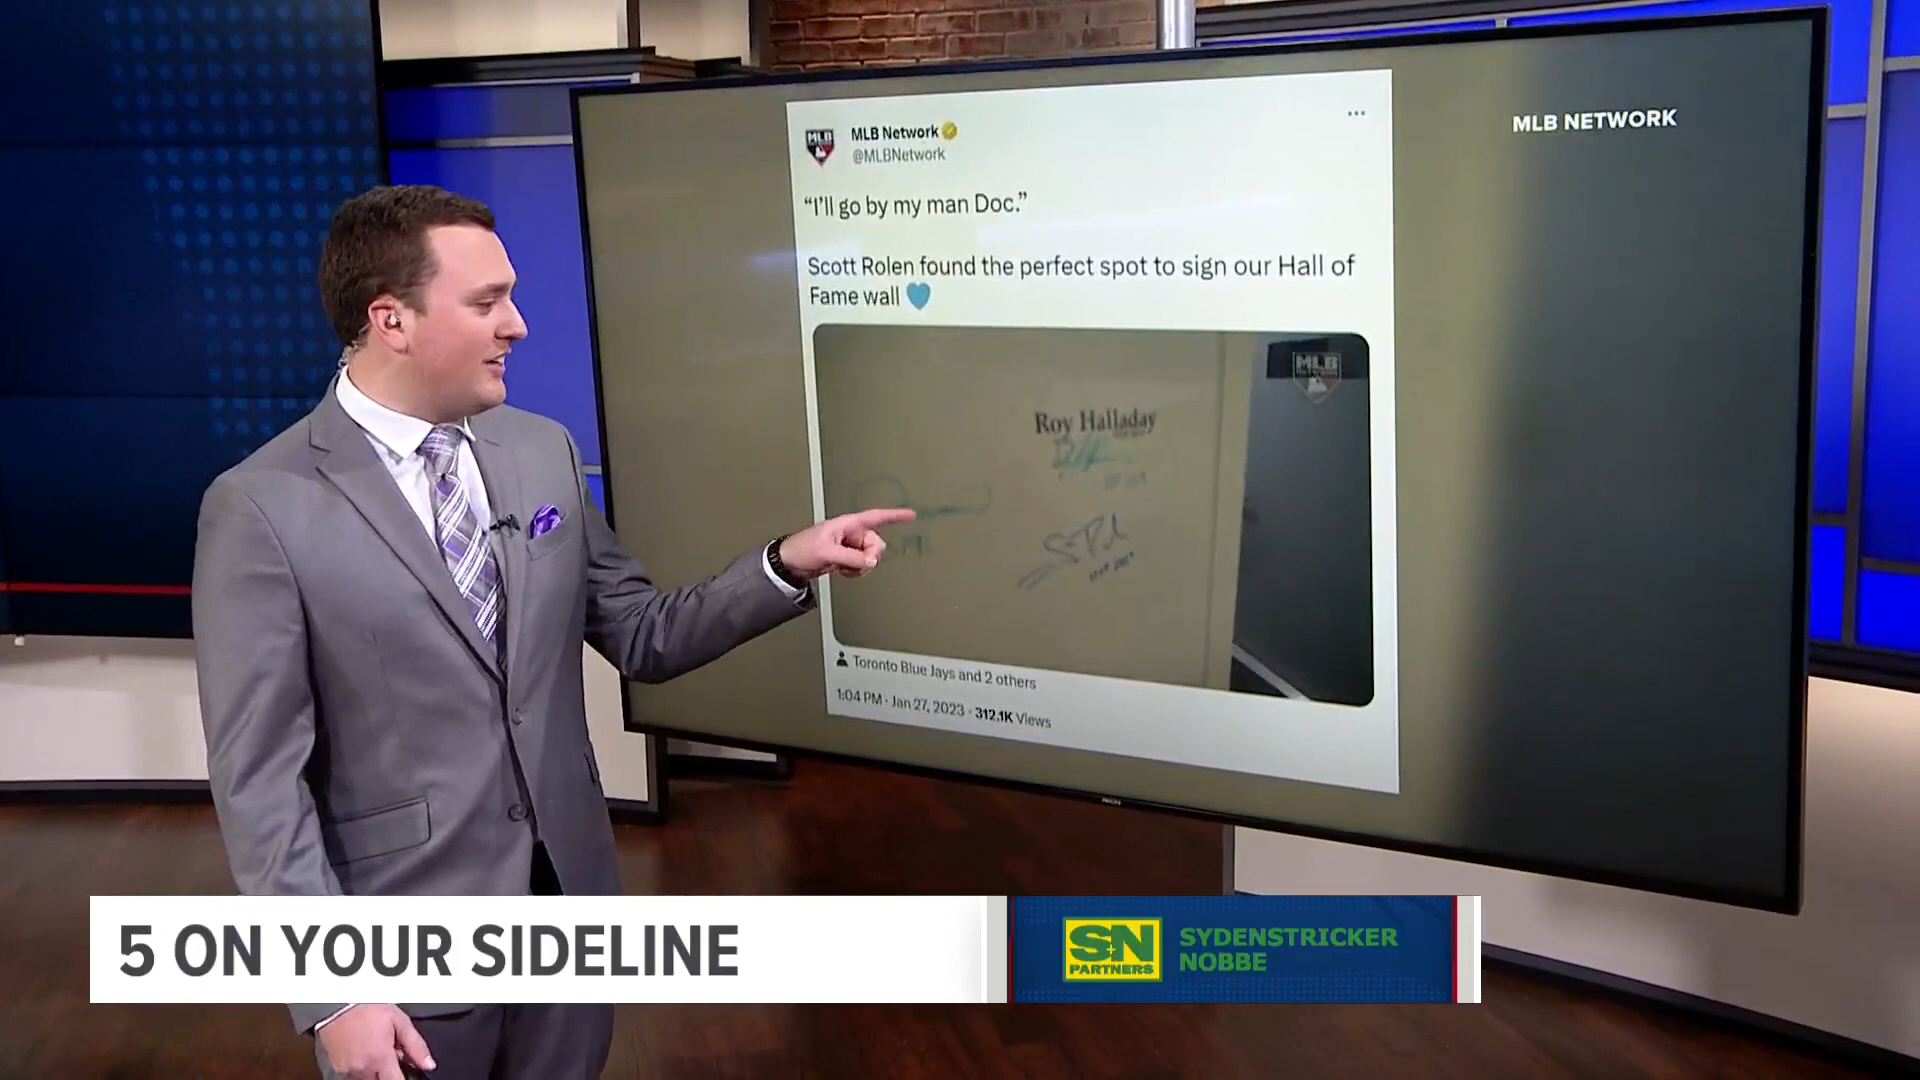 MLB NETWORK
MLB
MLB Network
@MLBNetwork
“I’ll go by my man Doc.”
Scott Rolen found the perfect spot to sign our Hall of
Fame wall
MLB
Roy Halladay
Toronto Blue Jays and 2 others
1:04 PM · Jan 27, 2023 · 312.1K Views
5 ON YOUR SIDELINE
S+N
PARTNERS
SYDENSTRICKER
NOBBE